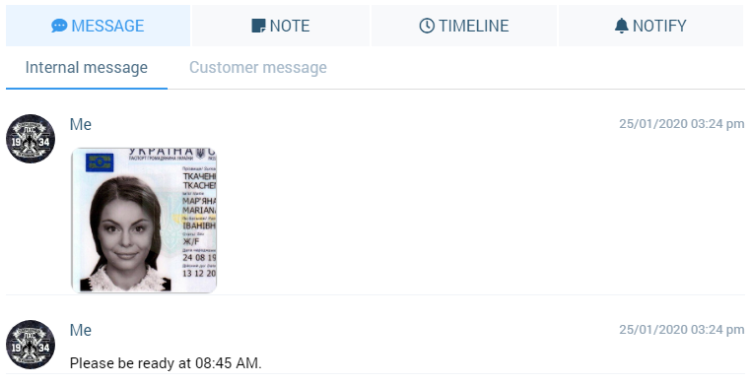 MESSAGE NOTE TIMELINE NOTIFY
Internal message Customer message
Me 25/01/2020 03:24 pm
УКРАЇНА
ТКАЧЕН
TKACHEN
МАР'ЯНА
MARIANA
ІВАНІВН
Ж/F
24 08 19
13 12 20
19 34
Me 25/01/2020 03:24 pm
Please be ready at 08:45 AM.
19 34